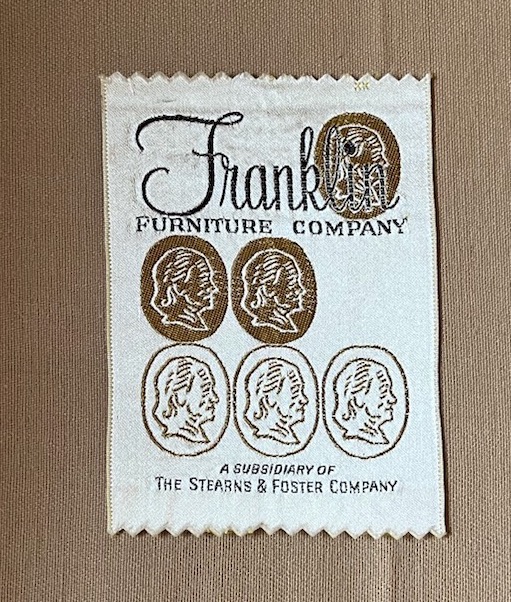 Franklin
FURNITURE COMPANY
A SUBSIDIARY OF
THE STEARNS & FOSTER COMPANY